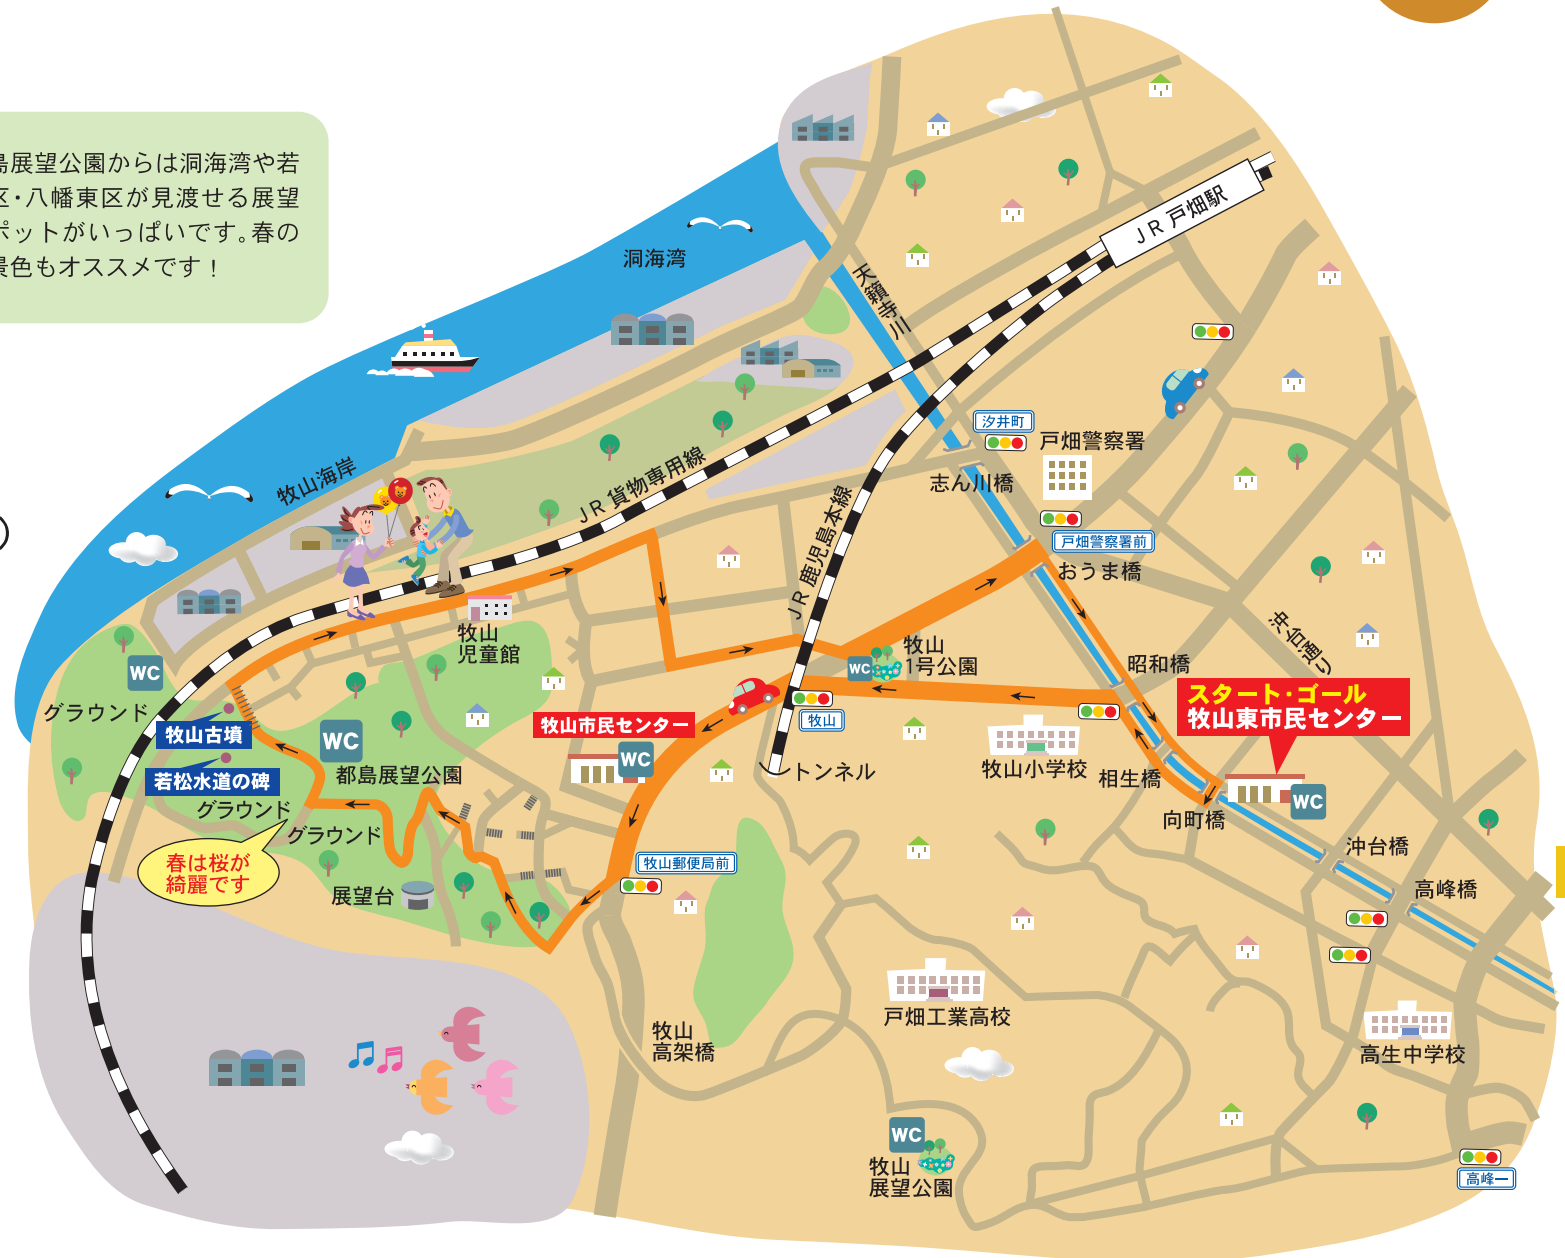 島展望公園からは洞海湾や若
区・八幡東区が見渡せる展望
ポットがいっぱいです。春の
景色もオススメです！
洞海湾
天籟寺川
JR戸畑駅
牧山海岸
JR貨物専用線
JR鹿児島本線
汐井町
戸畑警察署
志ん川橋
戸畑警察署前
おうま橋
沖台通り
牧山
児童館
牧山
1号公園
WC
昭和橋
スタート・ゴール
牧山東市民センター
WC
グラウンド
牧山古墳
若松水道の碑
WC
都島展望公園
牧山市民センター
WC
牧山
トンネル
牧山小学校
相生橋
向町橋
WC
グラウンド
グラウンド
春は桜が
綺麗です
展望台
牧山郵便局前
沖台橋
高峰橋
牧山
高架橋
戸畑工業高校
高生中学校
WC
牧山
展望公園
高峰一